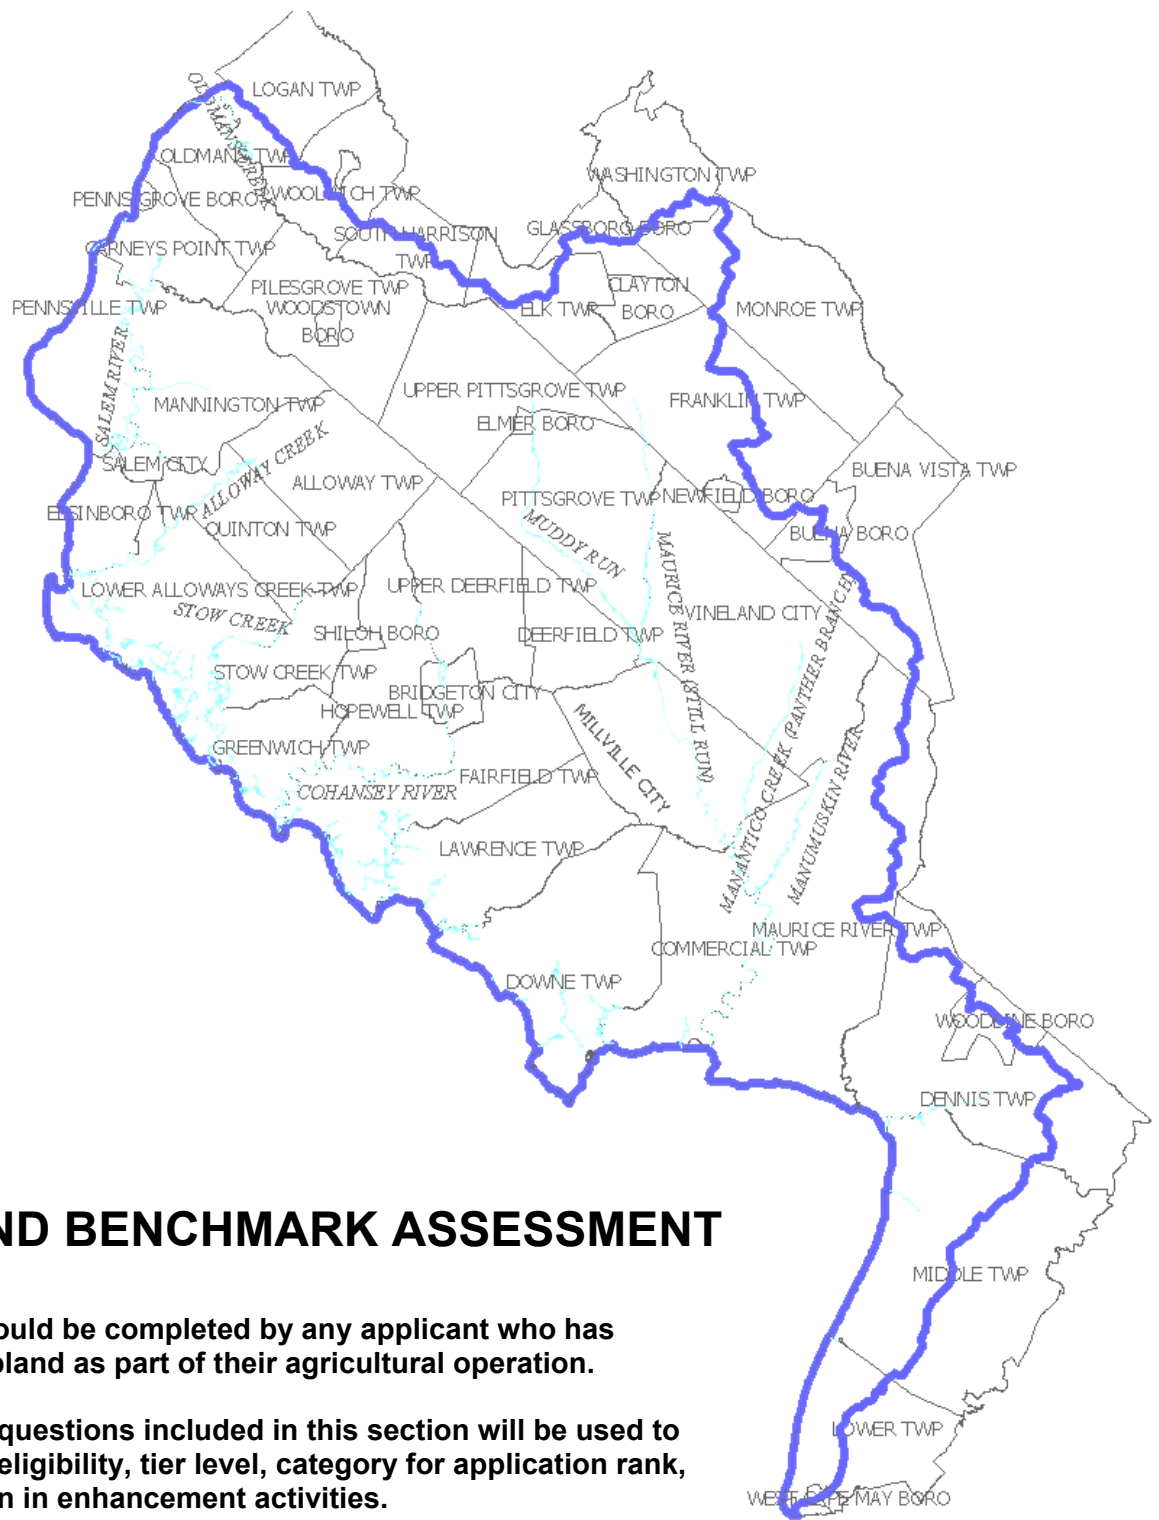 LOGAN TWP
OLDMANS CREEK
OLDMANS TWP
WASHINGTON TWP
PENNS GROVE BORO
WOOLWICH TWP
GLASSBORO BORO
SOUTH HARRISON
TWP
CARNEYS POINT TWP
PILESGROVE TWP
CLAYTON
BORO
PENNSVILLE TWP
WOODSTOWN
BORO
ELK TWP
MONROE TWP
SALEM RIVER
MANNINGTON TWP
UPPER PITTSGROVE TWP
FRANKLIN TWP
ELMER BORO
SALEM CITY
ALLOWAY CREEK
ALLOWAY TWP
BUENA VISTA TWP
PITTSGROVE TWP
NEWFIELD BORO
ELSINBORO TWP
QUINTON TWP
MUDDY RUN
BUENA BORO
MAURICE RIVER (STILL RUN)
LOWER ALLOWAYS CREEK TWP
UPPER DEERFIELD TWP
STOW CREEK
VINELAND CITY
SHILOH BORO
DEERFIELD TWP
STOW CREEK TWP
BRIDGETON CITY
HOPEWELL TWP
MILLVILLE CITY
GREENWICH TWP
FAIRFIELD TWP
COHANSEY RIVER
MANANTICO CREEK (PANTHER BRANCH)
MANUMUSKIN RIVER
LAWRENCE TWP
MAURICE RIVER TWP
COMMERCIAL TWP
DOWNE TWP
WOODBINE BORO
DENNIS TWP
ND BENCHMARK ASSESSMENT
MIDDLE TWP
ould be completed by any applicant who has
pland as part of their agricultural operation.
questions included in this section will be used to
eligibility, tier level, category for application rank,
n in enhancement activities.
LOWER TWP
WEST CAPE MAY BORO